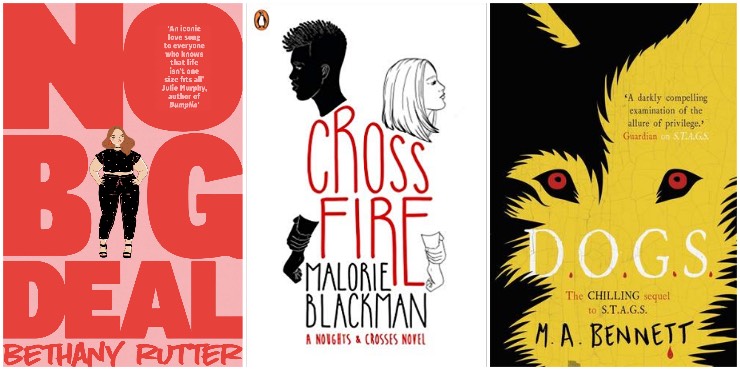 NO
'An iconic
love song
to everyone
who knows
that life
isn't one
size fits all'
Julie Murphy,
author of
Dumplin'
BIG
DEAL
BETHANY RUTTER
CROSS
FIRE
MALORIE
BLACKMAN
A NOUGHTS & CROSSES NOVEL
'A darkly compelling
examination of the
allure of privilege.'
Guardian on S.T.A.G.S.
D.O.G.S.
The CHILLING sequel
to S.T.A.G.S.
M. A. BENNETT